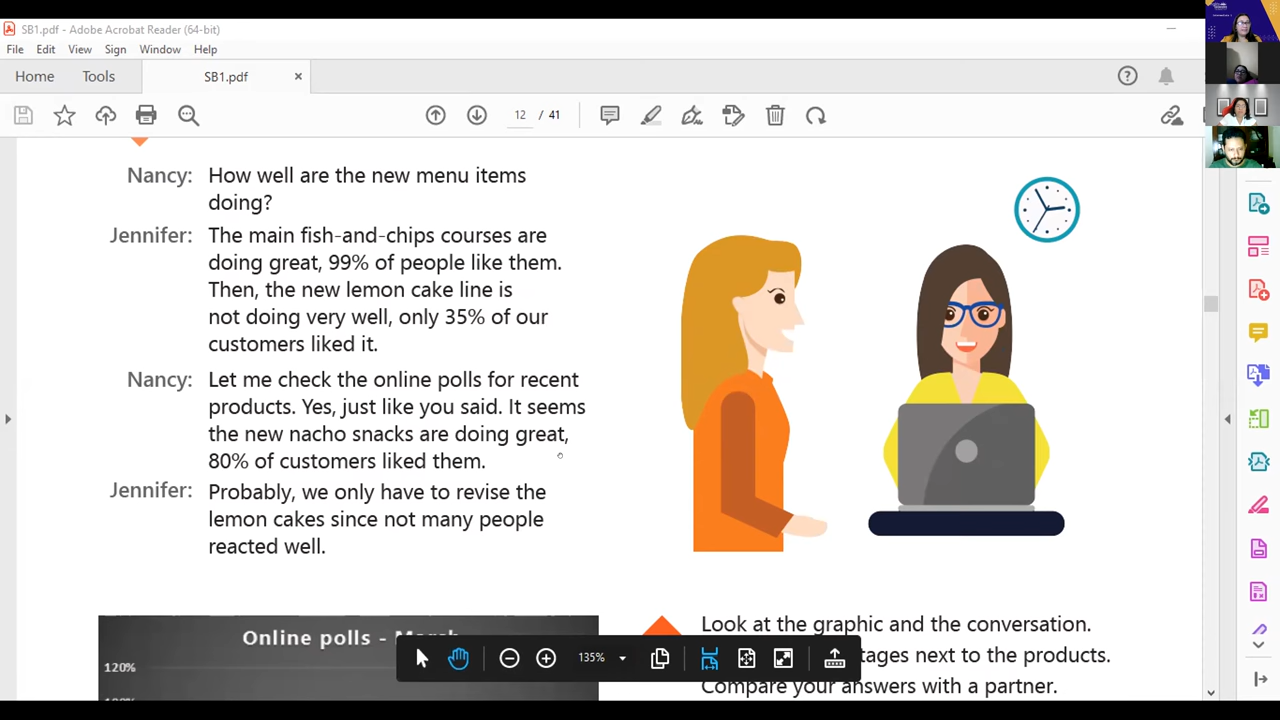 SB1.pdf - Adobe Acrobat Reader (64-bit)
File Edit View Sign Window Help
Home Tools SB1.pdf ×
12 / 41
Nancy: How well are the new menu items
doing?
Jennifer: The main fish-and-chips courses are
doing great, 99% of people like them.
Then, the new lemon cake line is
not doing very well, only 35% of our
customers liked it.
Nancy: Let me check the online polls for recent
products. Yes, just like you said. It seems
the new nacho snacks are doing great,
80% of customers liked them.
Jennifer: Probably, we only have to revise the
lemon cakes since not many people
reacted well.
Online polls - March
120%
Look at the graphic and the conversation.
tages next to the products.
Compare your answers with a partner.
135%